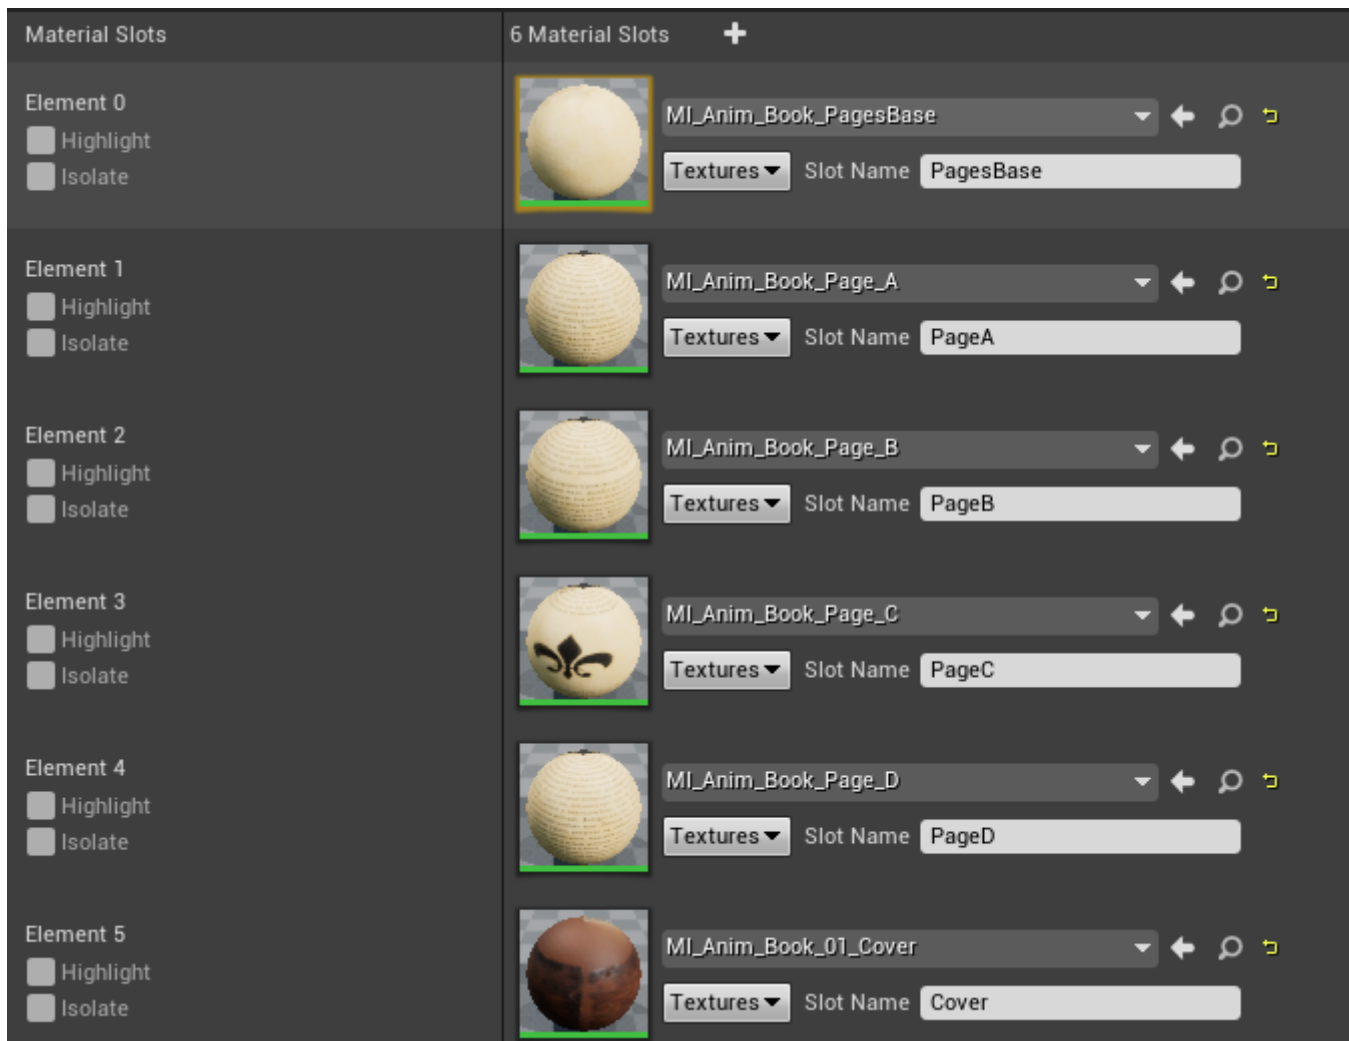 Material Slots
6 Material Slots
Element 0
Highlight
Isolate
MI_Anim_Book_PagesBase
Textures
Slot Name
PagesBase
Element 1
Highlight
Isolate
MI_Anim_Book_Page_A
Textures
Slot Name
PageA
Element 2
Highlight
Isolate
MI_Anim_Book_Page_B
Textures
Slot Name
PageB
Element 3
Highlight
Isolate
MI_Anim_Book_Page_C
Textures
Slot Name
PageC
Element 4
Highlight
Isolate
MI_Anim_Book_Page_D
Textures
Slot Name
PageD
Element 5
Highlight
Isolate
MI_Anim_Book_01_Cover
Textures
Slot Name
Cover